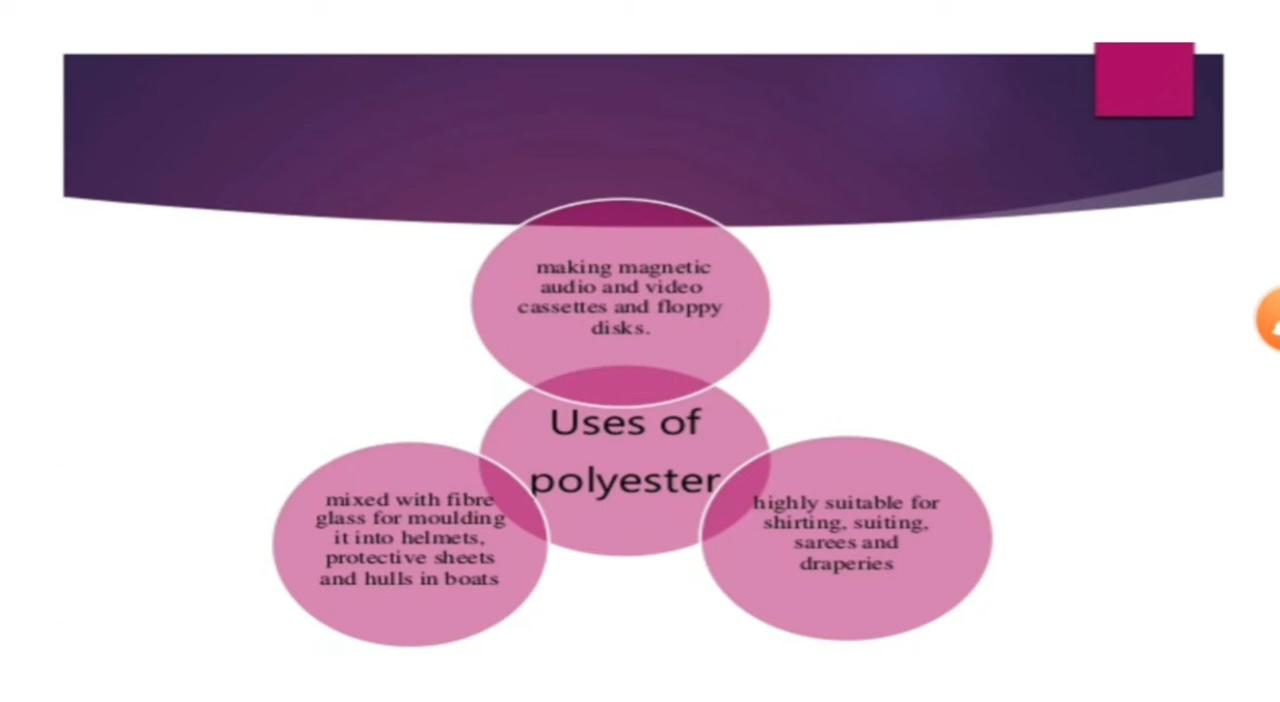 making magnetic
audio and video
cassettes and floppy
disks.
Uses of
polyester
mixed with fibre
glass for moulding
it into helmets,
protective sheets
and hulls in boats
highly suitable for
shirting, suiting,
sarees and
draperies